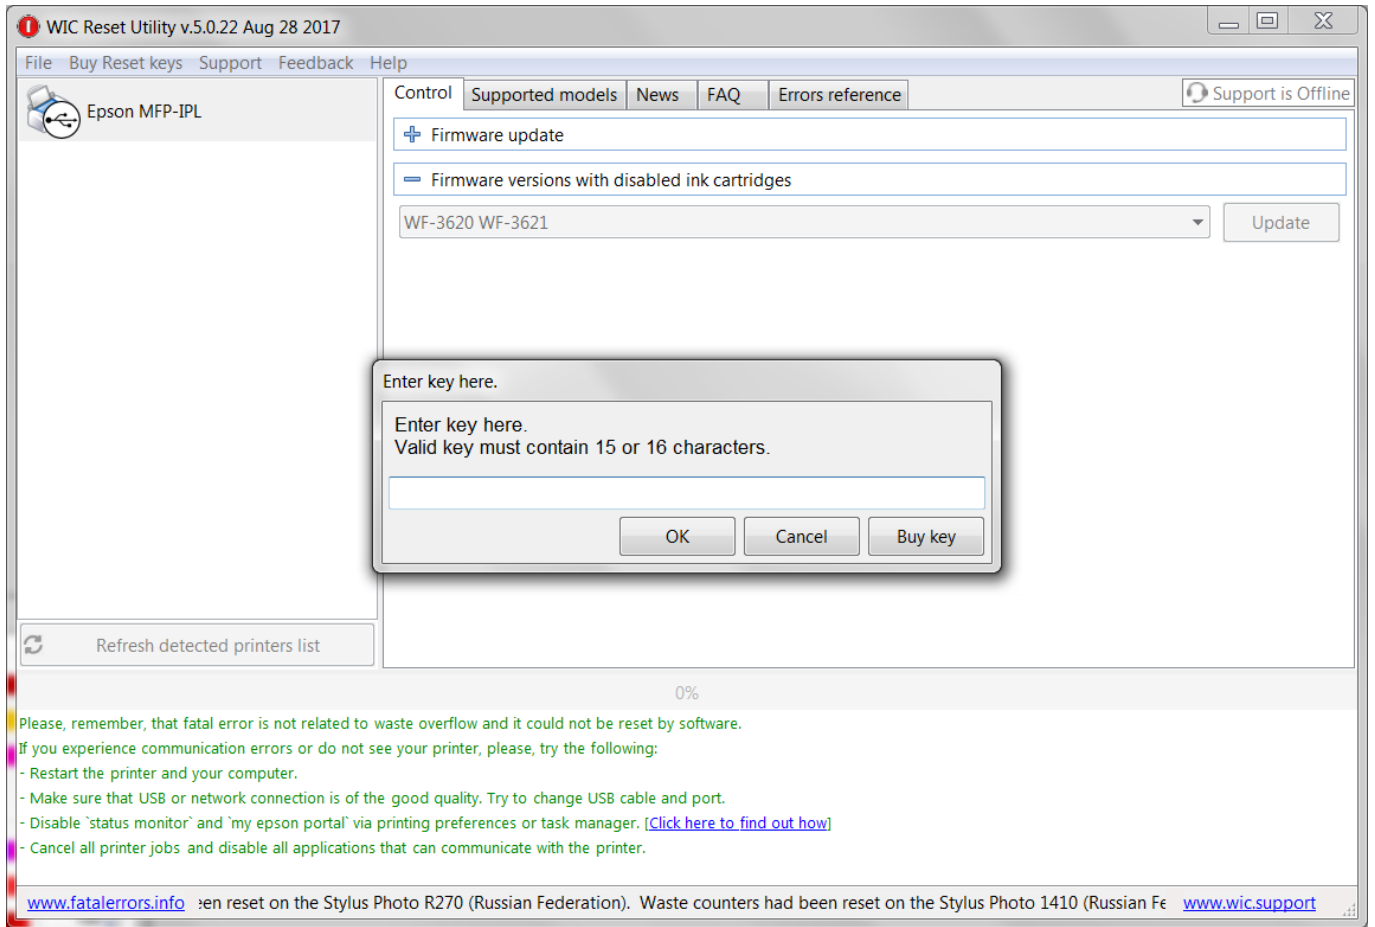 WIC Reset Utility v.5.0.22 Aug 28 2017
File Buy Reset keys Support Feedback Help
Epson MFP-IPL
Control Supported models News FAQ Errors reference
Support is Offline
Firmware update
Firmware versions with disabled ink cartridges
WF-3620 WF-3621
Update
Enter key here.
Enter key here.
Valid key must contain 15 or 16 characters.
OK Cancel Buy key
Refresh detected printers list
0%
Please, remember, that fatal error is not related to waste overflow and it could not be reset by software.
If you experience communication errors or do not see your printer, please, try the following:
- Restart the printer and your computer.
- Make sure that USB or network connection is of the good quality. Try to change USB cable and port.
- Disable `status monitor` and `my epson portal` via printing preferences or task manager. [Click here to find out how]
- Cancel all printer jobs and disable all applications that can communicate with the printer.
www.fatalerrors.info een reset on the Stylus Photo R270 (Russian Federation). Waste counters had been reset on the Stylus Photo 1410 (Russian Fe www.wic.support